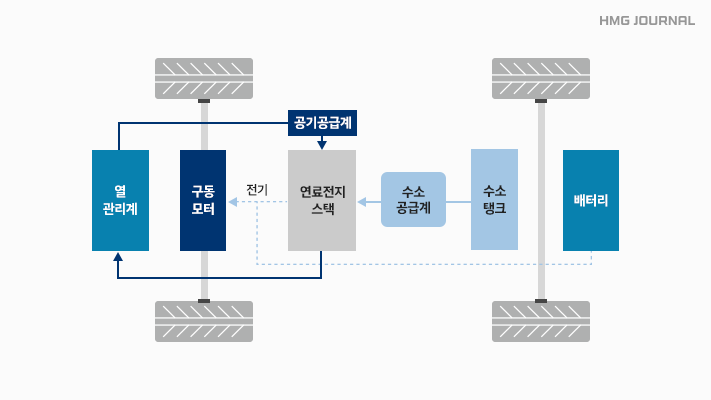 HMG JOURNAL
공기공급계
열
관리계
구동
모터
전기
연료전지
스택
수소
공급계
수소
탱크
배터리